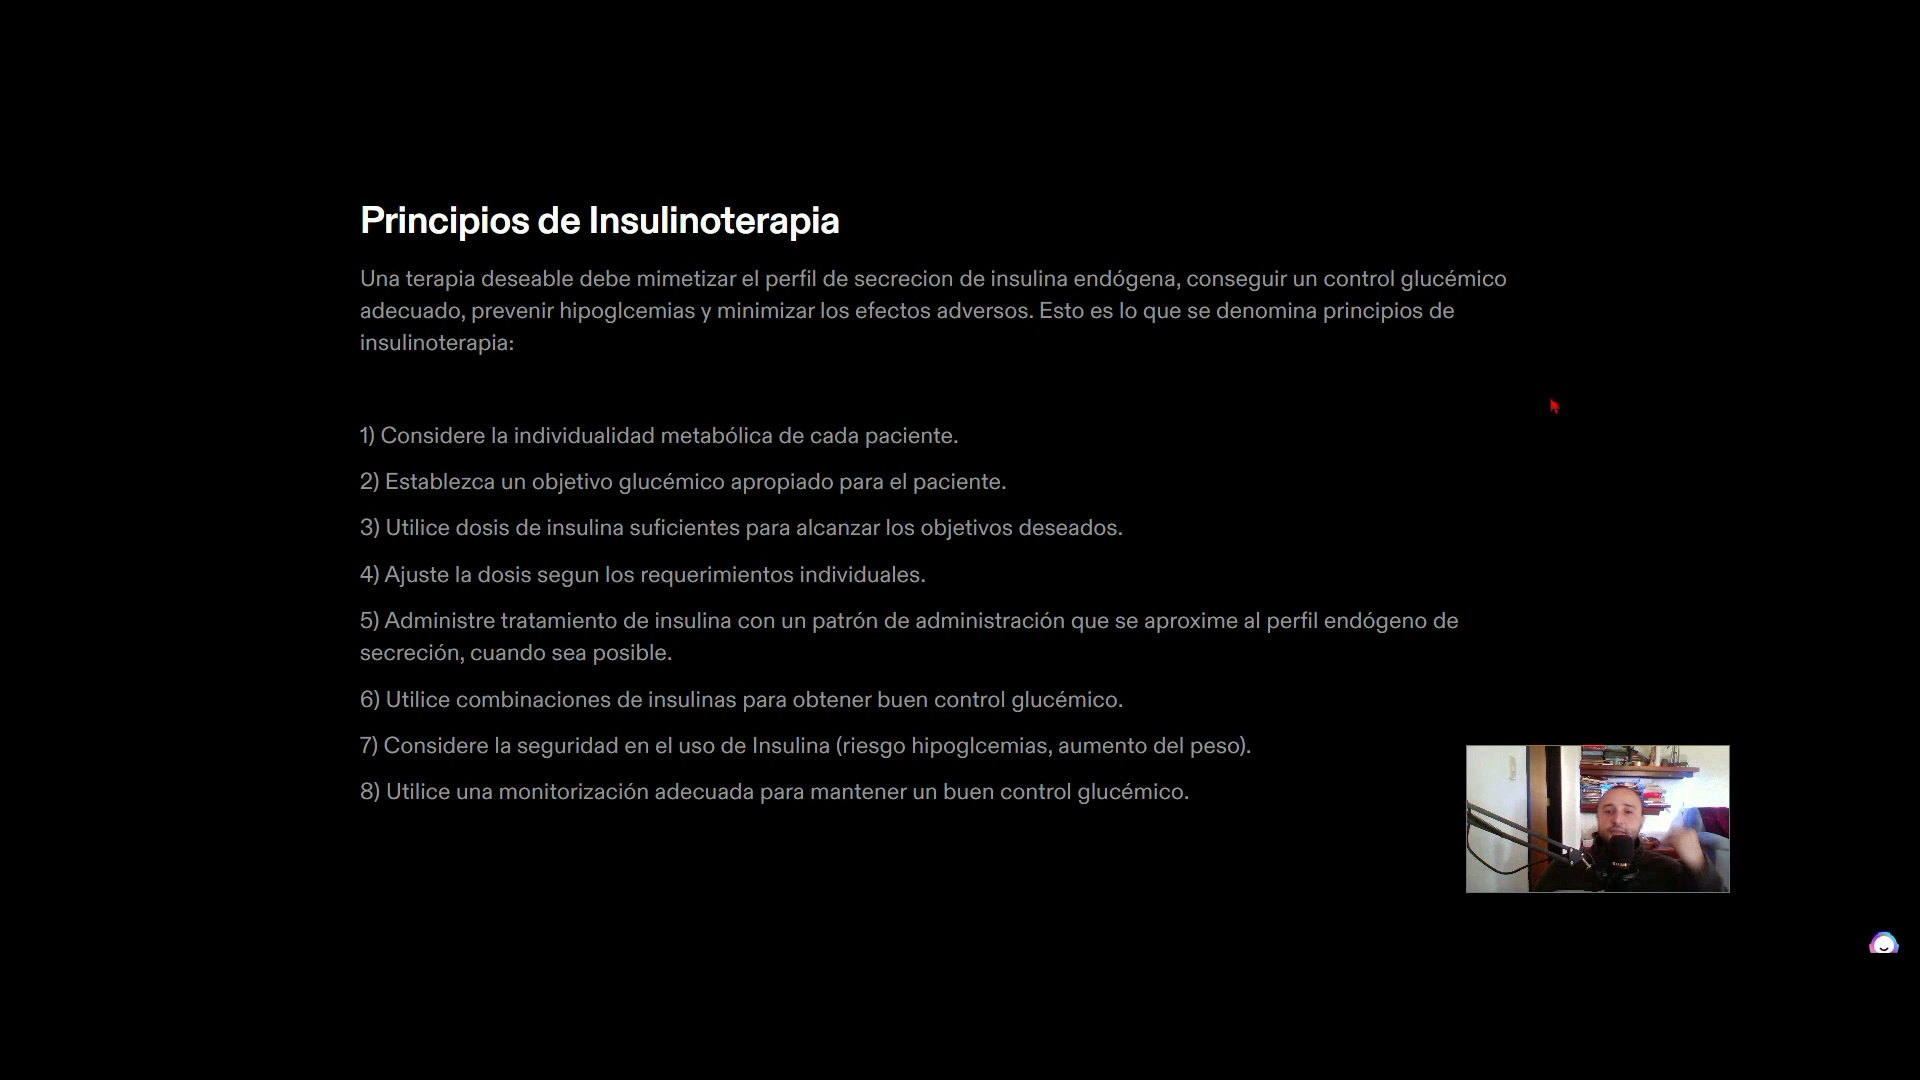 Principios de Insulinoterapia
Una terapia deseable debe mimetizar el perfil de secrecion de insulina endógena, conseguir un control glucémico
adecuado, prevenir hipoglcemias y minimizar los efectos adversos. Esto es lo que se denomina principios de
insulinoterapia:
1) Considere la individualidad metabólica de cada paciente.
2) Establezca un objetivo glucémico apropiado para el paciente.
3) Utilice dosis de insulina suficientes para alcanzar los objetivos deseados.
4) Ajuste la dosis segun los requerimientos individuales.
5) Administre tratamiento de insulina con un patrón de administración que se aproxime al perfil endógeno de
secreción, cuando sea posible.
6) Utilice combinaciones de insulinas para obtener buen control glucémico.
7) Considere la seguridad en el uso de Insulina (riesgo hipoglcemias, aumento del peso).
8) Utilice una monitorización adecuada para mantener un buen control glucémico.